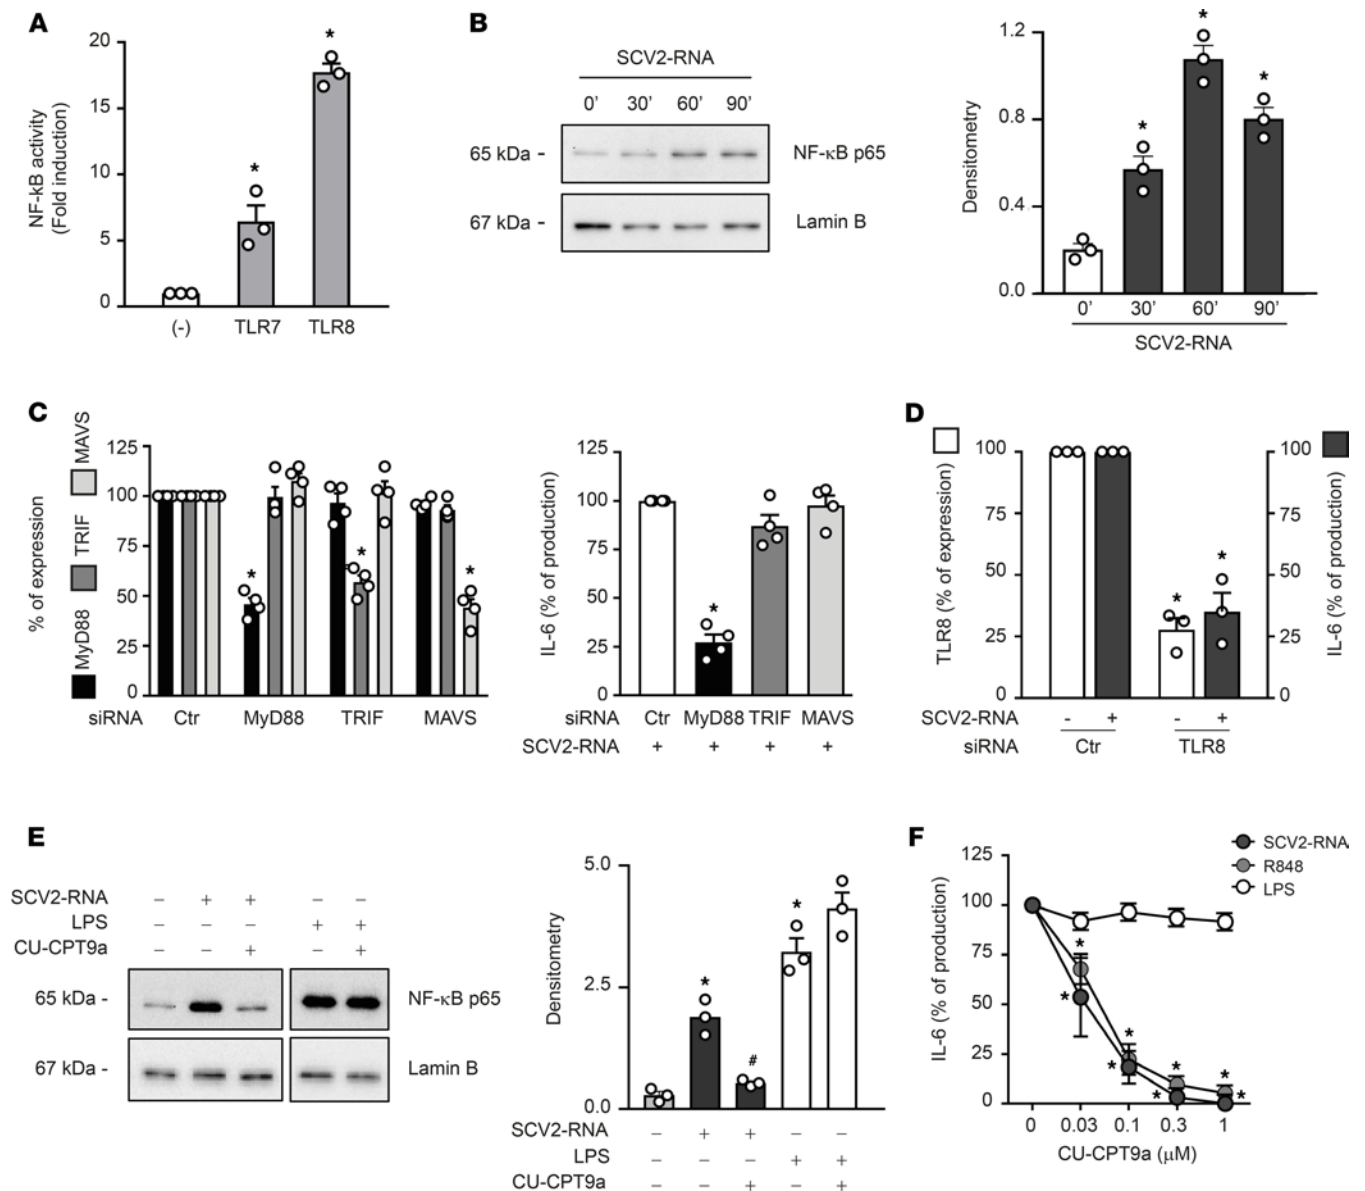 A
NF-kB activity
(Fold induction)
20
15
10
5
0
*
*
(-) TLR7 TLR8
B
SCV2-RNA
0' 30' 60' 90'
65 kDa - NF-κB p65
67 kDa - Lamin B
Densitometry
1.2
0.8
0.4
0.0
*
*
*
0' 30' 60' 90'
SCV2-RNA
C
MyD88 TRIF MAVS
% of expression
125
100
75
50
25
0
*
*
*
siRNA Ctr MyD88 TRIF MAVS
IL-6 (% of production)
125
100
75
50
25
0
*
siRNA Ctr MyD88 TRIF MAVS
SCV2-RNA + + + +
D
TLR8 (% of expression)
100
75
50
25
0
*
*
IL-6 (% of production)
100
75
50
25
0
SCV2-RNA - + - +
siRNA Ctr TLR8
E
SCV2-RNA – + + – –
LPS – – – + +
CU-CPT9a – – + – +
65 kDa - NF-κB p65
67 kDa - Lamin B
Densitometry
5.0
2.5
0.0
*
#
*
SCV2-RNA – + + – –
LPS – – – + +
CU-CPT9a – – + – +
F
SCV2-RNA
R848
LPS
IL-6 (% of production)
125
100
75
50
25
0
*
*
*
*
*
*
*
0 0.03 0.1 0.3 1
CU-CPT9a (μM)